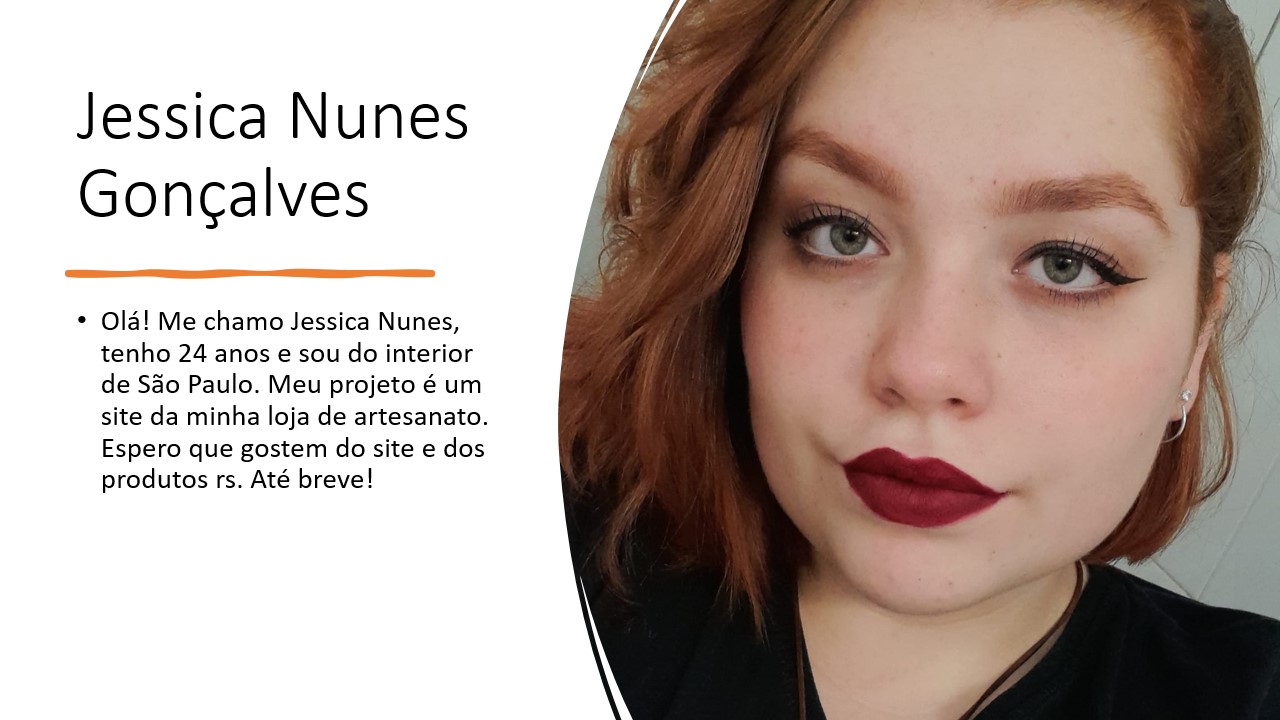 Jessica Nunes
Gonçalves
• Olá! Me chamo Jessica Nunes,
tenho 24 anos e sou do interior
de São Paulo. Meu projeto é um
site da minha loja de artesanato.
Espero que gostem do site e dos
produtos rs. Até breve!